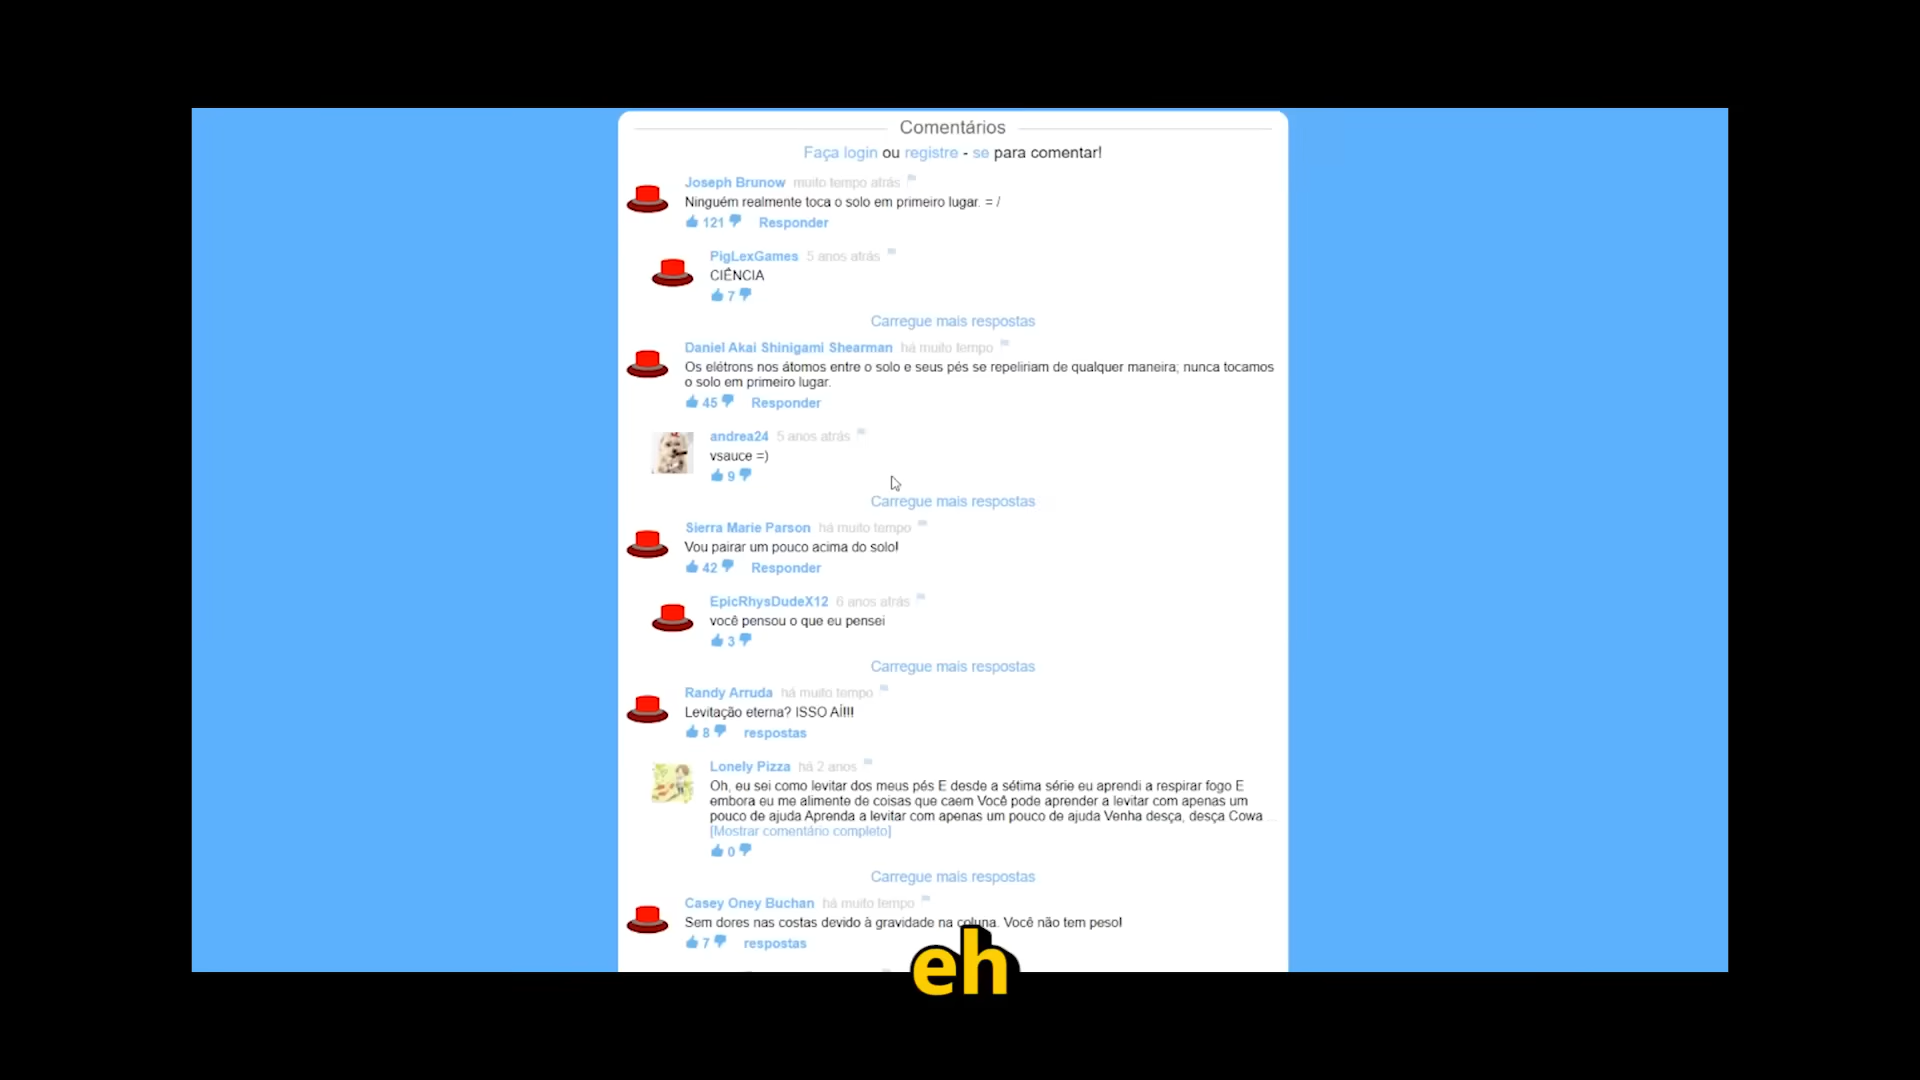 Comentários
Faça login ou registre - se para comentar!
Joseph Brunow muito tempo atrás
Ninguém realmente toca o solo em primeiro lugar. = /
121 Responder
PigLexGames 5 anos atrás
CIÊNCIA
7
Carregue mais respostas
Daniel Akai Shinigami Shearman há muito tempo
Os elétrons nos átomos entre o solo e seus pés se repeliriam de qualquer maneira; nunca tocamos
o solo em primeiro lugar.
45 Responder
andrea24 5 anos atrás
vsauce =)
9
Carregue mais respostas
Sierra Marie Parson há muito tempo
Vou pairar um pouco acima do solo!
42 Responder
EpicRhysDudeX12 6 anos atrás
você pensou o que eu pensei
3
Carregue mais respostas
Randy Arruda há muito tempo
Levitação eterna? ISSO AÍ!!!
8 respostas
Lonely Pizza há 2 anos
Oh, eu sei como levitar dos meus pés E desde a sétima série eu aprendi a respirar fogo E
embora eu me alimente de coisas que caem Você pode aprender a levitar com apenas um
pouco de ajuda Aprenda a levitar com apenas um pouco de ajuda Venha desça, desça Cowa ...
[Mostrar comentário completo]
0
Carregue mais respostas
Casey Oney Buchan há muito tempo
Sem dores nas costas devido à gravidade na coluna. Você não tem peso!
7 respostas
eh